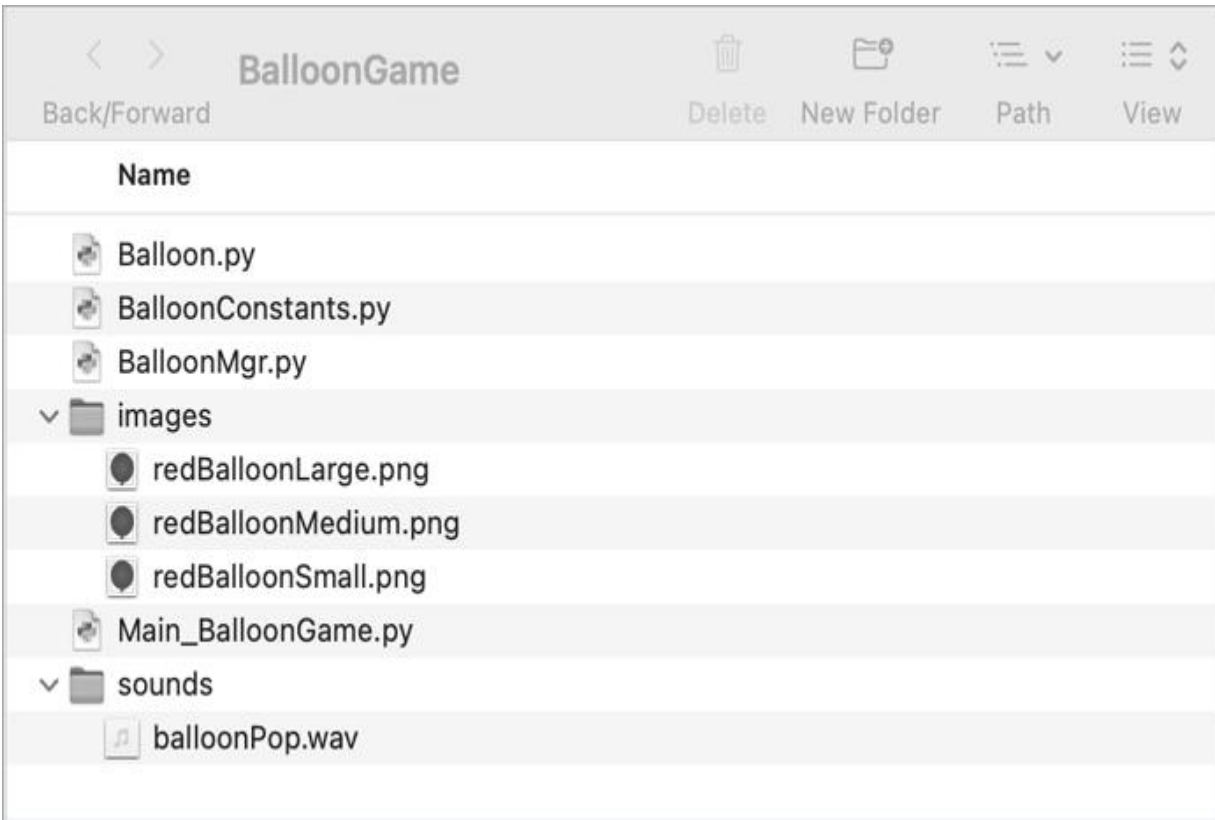 BalloonGame
Back/Forward
Delete New Folder Path View
Name
Balloon.py
BalloonConstants.py
BalloonMgr.py
images
redBalloonLarge.png
redBalloonMedium.png
redBalloonSmall.png
Main_BalloonGame.py
sounds
balloonPop.wav